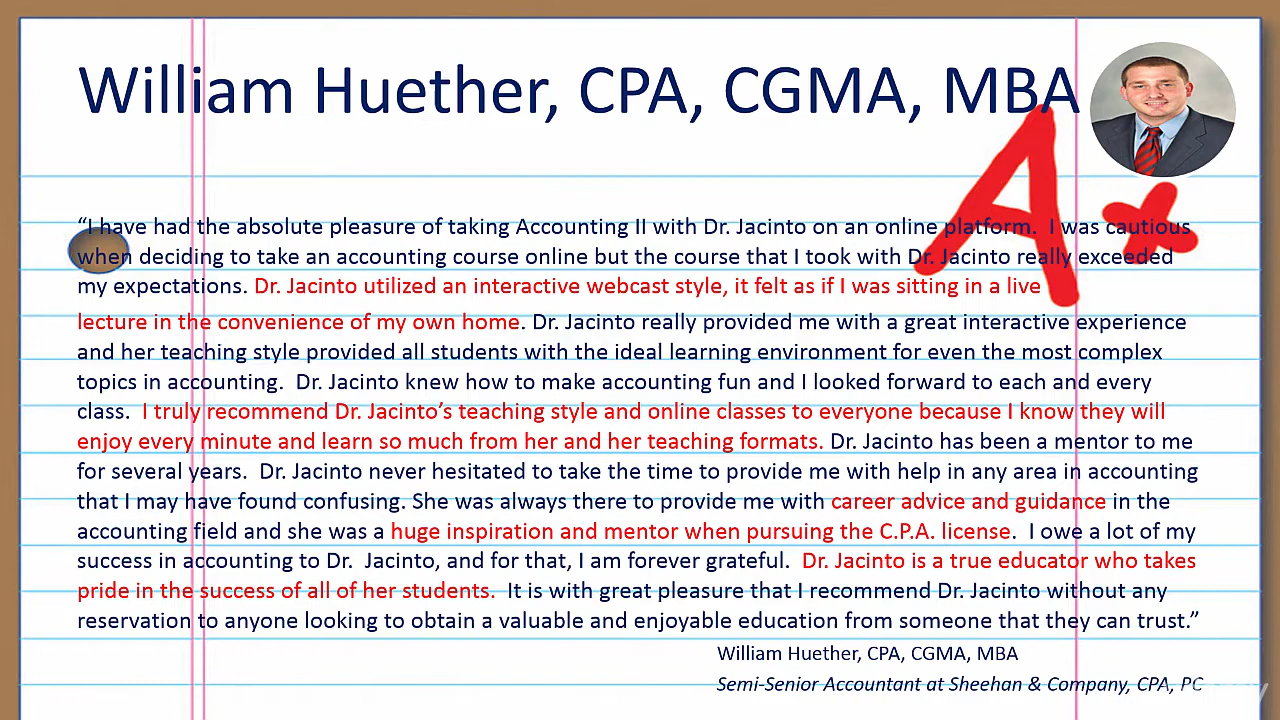 William Huether, CPA, CGMA, MBA
A+
“I have had the absolute pleasure of taking Accounting II with Dr. Jacinto on an online platform.  I was cautious
when deciding to take an accounting course online but the course that I took with Dr. Jacinto really exceeded
my expectations. Dr. Jacinto utilized an interactive webcast style, it felt as if I was sitting in a live
lecture in the convenience of my own home. Dr. Jacinto really provided me with a great interactive experience
and her teaching style provided all students with the ideal learning environment for even the most complex
topics in accounting.  Dr. Jacinto knew how to make accounting fun and I looked forward to each and every
class.  I truly recommend Dr. Jacinto’s teaching style and online classes to everyone because I know they will
enjoy every minute and learn so much from her and her teaching formats. Dr. Jacinto has been a mentor to me
for several years.  Dr. Jacinto never hesitated to take the time to provide me with help in any area in accounting
that I may have found confusing. She was always there to provide me with career advice and guidance in the
accounting field and she was a huge inspiration and mentor when pursuing the C.P.A. license.  I owe a lot of my
success in accounting to Dr.  Jacinto, and for that, I am forever grateful.  Dr. Jacinto is a true educator who takes
pride in the success of all of her students.  It is with great pleasure that I recommend Dr. Jacinto without any
reservation to anyone looking to obtain a valuable and enjoyable education from someone that they can trust.”
William Huether, CPA, CGMA, MBA
Semi-Senior Accountant at Sheehan & Company, CPA, PC